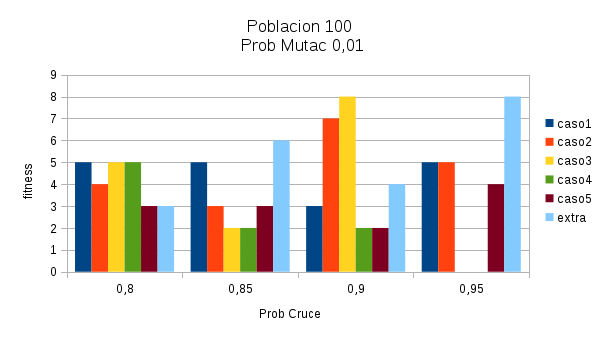 Poblacion 100
Prob Mutac 0,01
fitness
9
8
7
6
5
4
3
2
1
0
0,8
0,85
0,9
0,95
Prob Cruce
caso1
caso2
caso3
caso4
caso5
extra